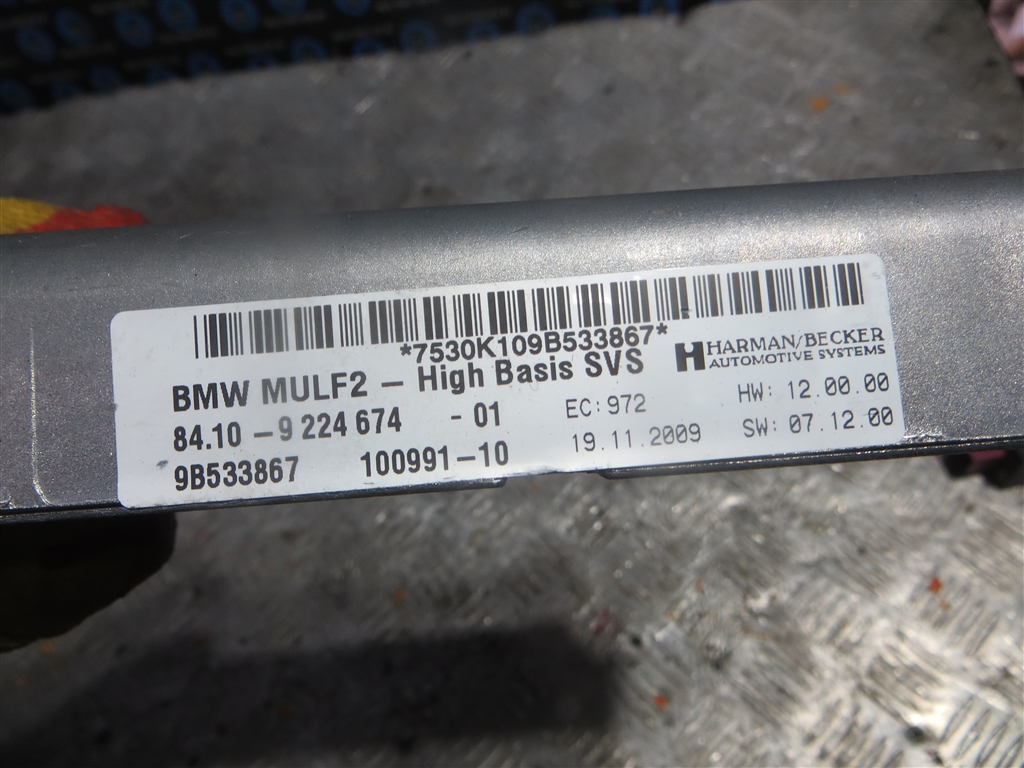 *7530K109B533867*
HARMAN/BECKER
AUTOMOTIVE SYSTEMS
BMW MULF2 – High Basis SVS
84.10 – 9 224 674 - 01
EC: 972
HW: 12.00.00
9B533867 100991-10
19.11.2009
SW: 07.12.00